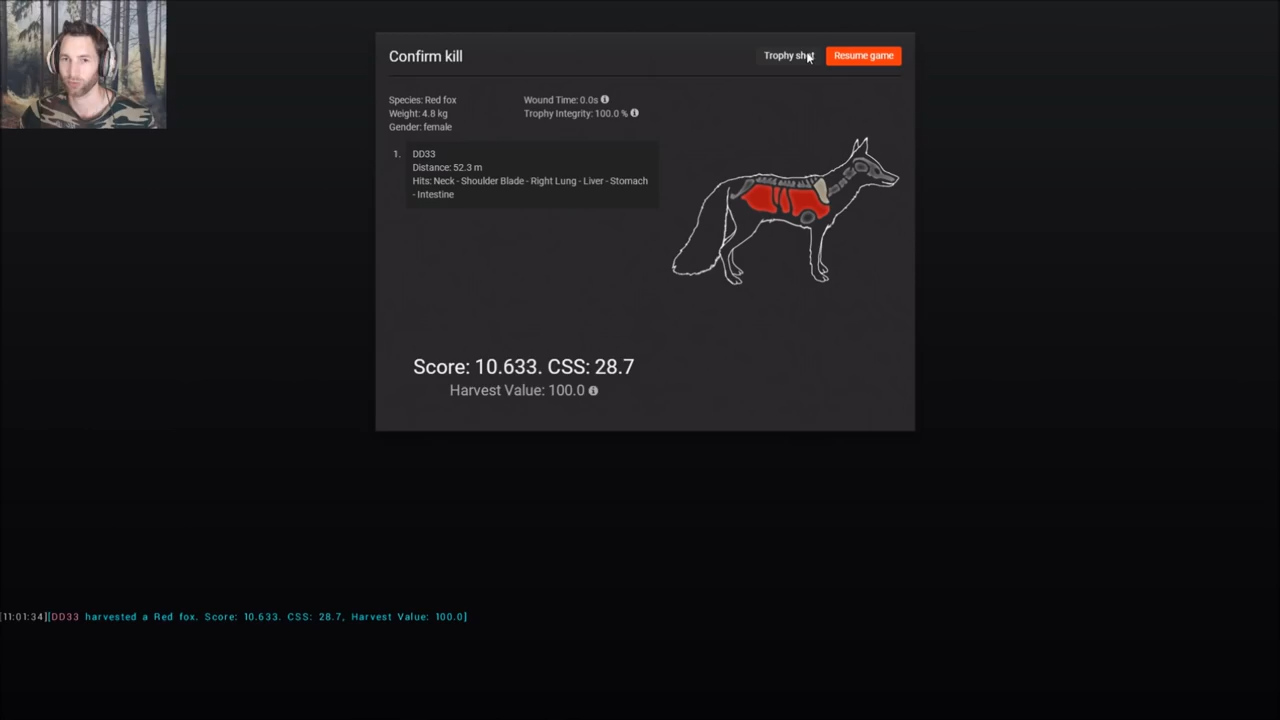 Confirm kill
Trophy shot
Resume game
Species: Red fox
Weight: 4.8 kg
Gender: female
Wound Time: 0.0s
Trophy Integrity: 100.0 %
1. DD33
Distance: 52.3 m
Hits: Neck - Shoulder Blade - Right Lung - Liver - Stomach
- Intestine
Score: 10.633. CSS: 28.7
Harvest Value: 100.0
[11:01:34][DD33 harvested a Red fox. Score: 10.633. CSS: 28.7, Harvest Value: 100.0]